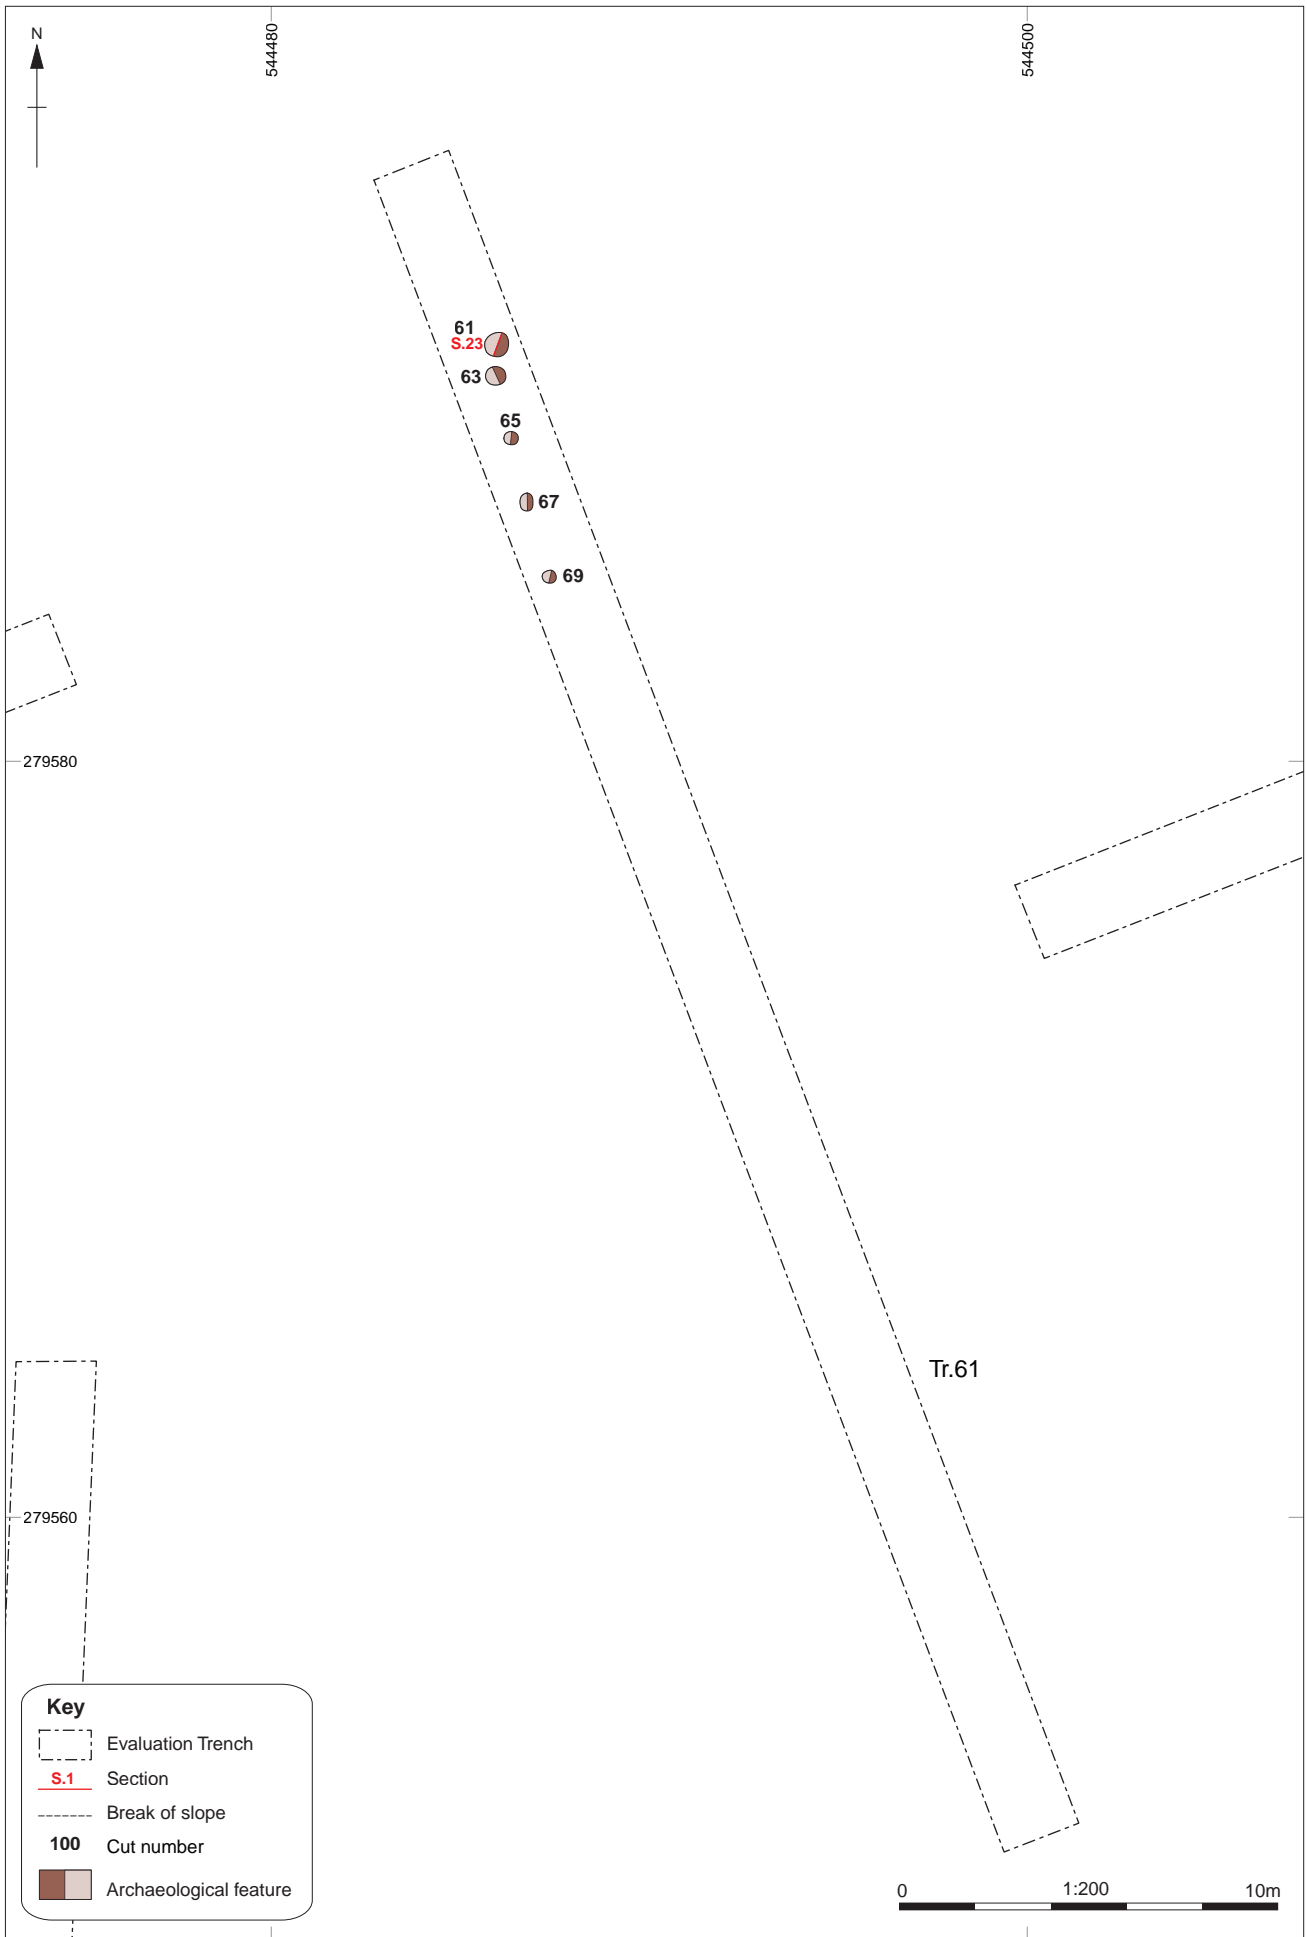 N
544480
544500
61
S.23
63
65
67
69
279580
Tr.61
279560
Key
Evaluation Trench
S.1 Section
Break of slope
100 Cut number
Archaeological feature
0 1:200 10m